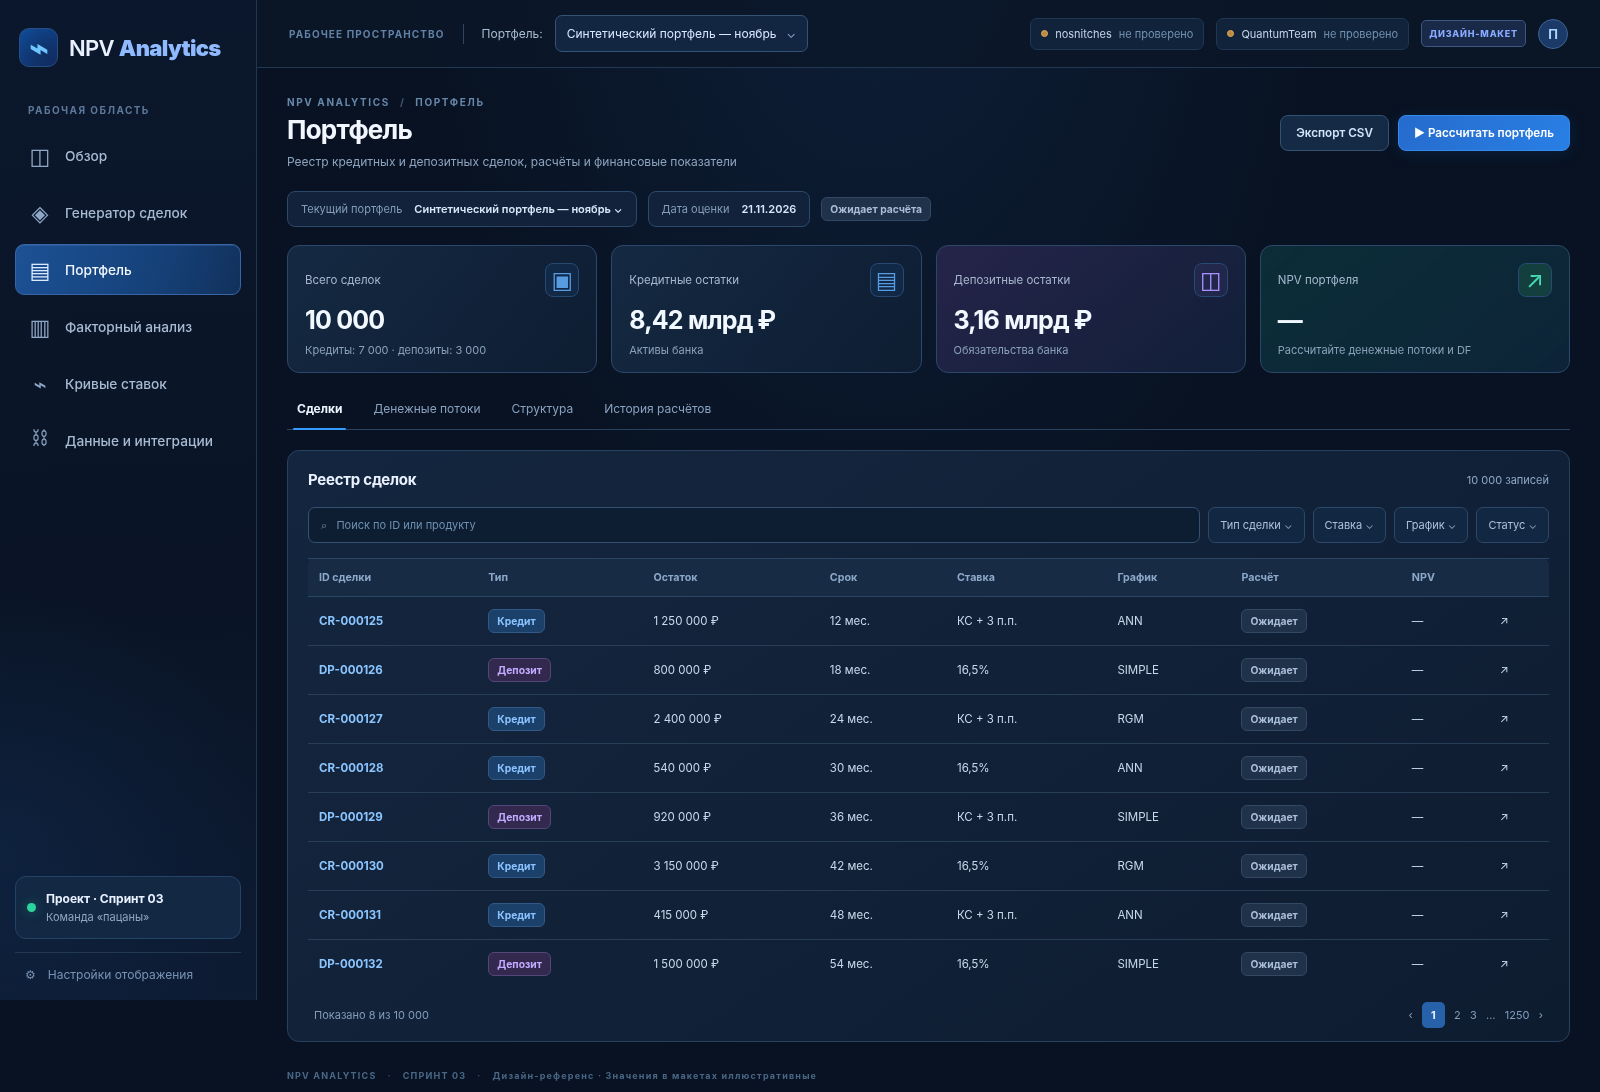 NPV Analytics
РАБОЧАЯ ОБЛАСТЬ
Обзор
Генератор сделок
Портфель
Факторный анализ
Кривые ставок
Данные и интеграции
Проект · Спринт 03
Команда «пацаны»
Настройки отображения
РАБОЧЕЕ ПРОСТРАНСТВО
Портфель: Синтетический портфель — ноябрь
nosnitches не проверено
QuantumTeam не проверено
ДИЗАЙН-МАКЕТ
П
NPV ANALYTICS / ПОРТФЕЛЬ
Портфель
Реестр кредитных и депозитных сделок, расчёты и финансовые показатели
Экспорт CSV
▶ Рассчитать портфель
Текущий портфель Синтетический портфель — ноябрь
Дата оценки 21.11.2026
Ожидает расчёта
Всего сделок
10 000
Кредиты: 7 000 · депозиты: 3 000
Кредитные остатки
8,42 млрд ₽
Активы банка
Депозитные остатки
3,16 млрд ₽
Обязательства банка
NPV портфеля
—
Рассчитайте денежные потоки и DF
Сделки Денежные потоки Структура История расчётов
Реестр сделок
10 000 записей
Поиск по ID или продукту
Тип сделки Ставка График Статус
ID сделки Тип Остаток Срок Ставка График Расчёт NPV
CR-000125 Кредит 1 250 000 ₽ 12 мес. КС + 3 п.п. ANN Ожидает — ↗
DP-000126 Депозит 800 000 ₽ 18 мес. 16,5% SIMPLE Ожидает — ↗
CR-000127 Кредит 2 400 000 ₽ 24 мес. КС + 3 п.п. RGM Ожидает — ↗
CR-000128 Кредит 540 000 ₽ 30 мес. 16,5% ANN Ожидает — ↗
DP-000129 Депозит 920 000 ₽ 36 мес. КС + 3 п.п. SIMPLE Ожидает — ↗
CR-000130 Кредит 3 150 000 ₽ 42 мес. 16,5% RGM Ожидает — ↗
CR-000131 Кредит 415 000 ₽ 48 мес. КС + 3 п.п. ANN Ожидает — ↗
DP-000132 Депозит 1 500 000 ₽ 54 мес. 16,5% SIMPLE Ожидает — ↗
Показано 8 из 10 000
‹ 1 2 3 ... 1250 ›
NPV ANALYTICS · СПРИНТ 03 · Дизайн-референс · Значения в макетах иллюстративные